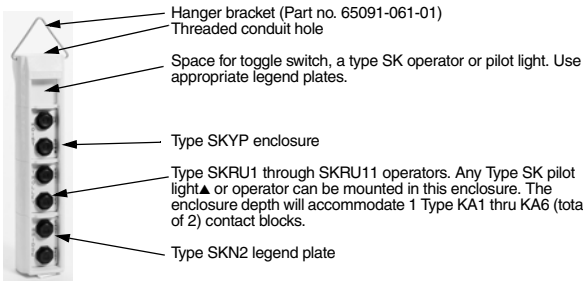 Hanger bracket (Part no. 65091-061-01)
Threaded conduit hole
Space for toggle switch, a type SK operator or pilot light. Use
appropriate legend plates.
Type SKYP enclosure
Type SKRU1 through SKRU11 operators. Any Type SK pilot
light▲ or operator can be mounted in this enclosure. The
enclosure depth will accommodate 1 Type KA1 thru KA6 (tota
of 2) contact blocks.
Type SKN2 legend plate